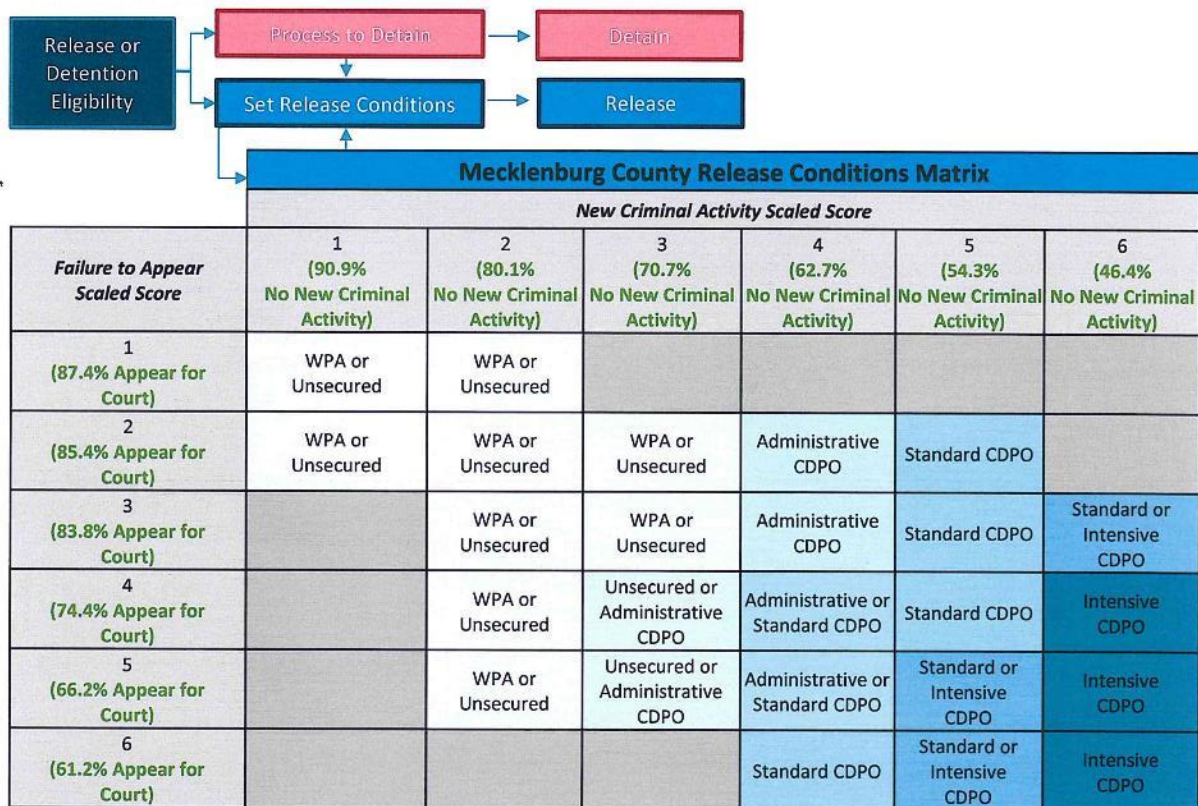 Release or
Detention
Eligibility
Process to Detain
Detain
Set Release Conditions
Release
Mecklenburg County Release Conditions Matrix
New Criminal Activity Scaled Score
Failure to Appear
Scaled Score
1
(90.9%
No New Criminal
Activity)
2
(80.1%
No New Criminal
Activity)
3
(70.7%
No New Criminal
Activity)
4
(62.7%
No New Criminal
Activity)
5
(54.3%
No New Criminal
Activity)
6
(46.4%
No New Criminal
Activity)
1
(87.4% Appear for
Court)
WPA or
Unsecured
WPA or
Unsecured
2
(85.4% Appear for
Court)
WPA or
Unsecured
WPA or
Unsecured
WPA or
Unsecured
Administrative
CDPO
Standard CDPO
3
(83.8% Appear for
Court)
WPA or
Unsecured
WPA or
Unsecured
Administrative
CDPO
Standard CDPO
Standard or
Intensive
CDPO
4
(74.4% Appear for
Court)
WPA or
Unsecured
Unsecured or
Administrative
CDPO
Administrative or
Standard CDPO
Standard CDPO
Intensive
CDPO
5
(66.2% Appear for
Court)
WPA or
Unsecured
Unsecured or
Administrative
CDPO
Administrative or
Standard CDPO
Standard or
Intensive
CDPO
Intensive
CDPO
6
(61.2% Appear for
Court)
Standard CDPO
Standard or
Intensive
CDPO
Intensive
CDPO